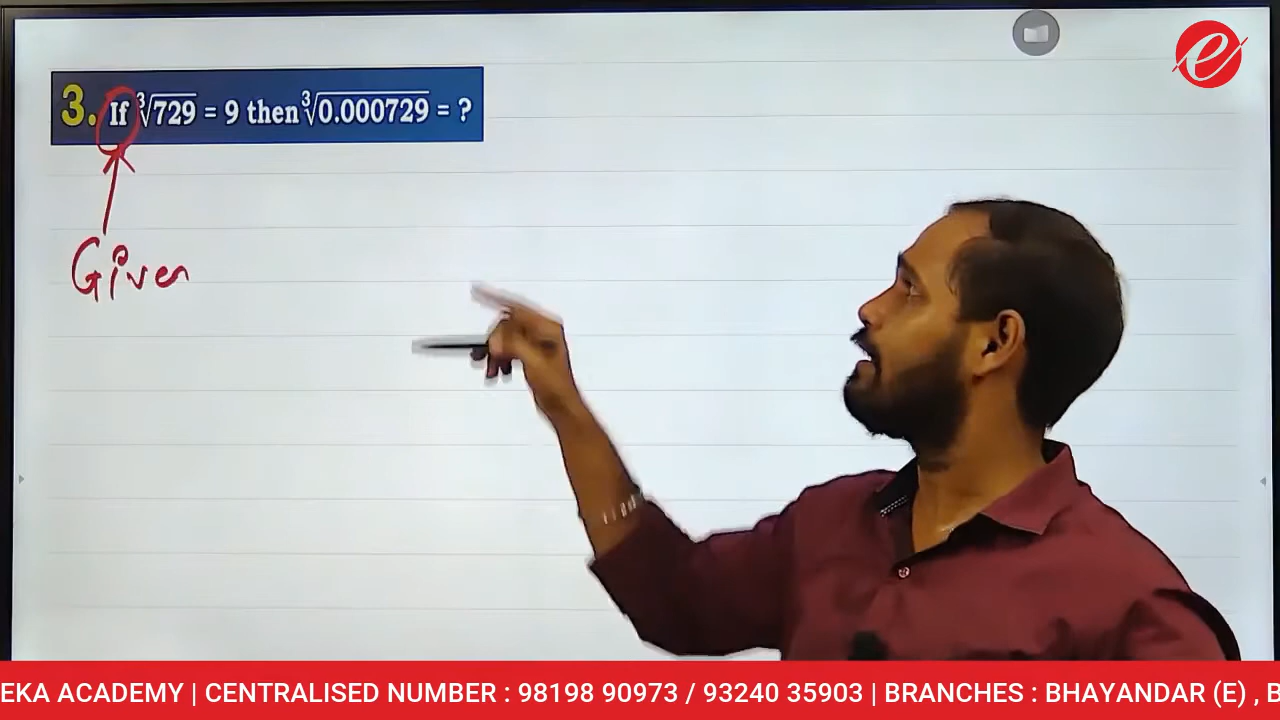 3. If ∛729 = 9 then ∛0.000729 = ?
Given
EKA ACADEMY | CENTRALISED NUMBER : 98198 90973 / 93240 35903 | BRANCHES : BHAYANDAR (E) , B